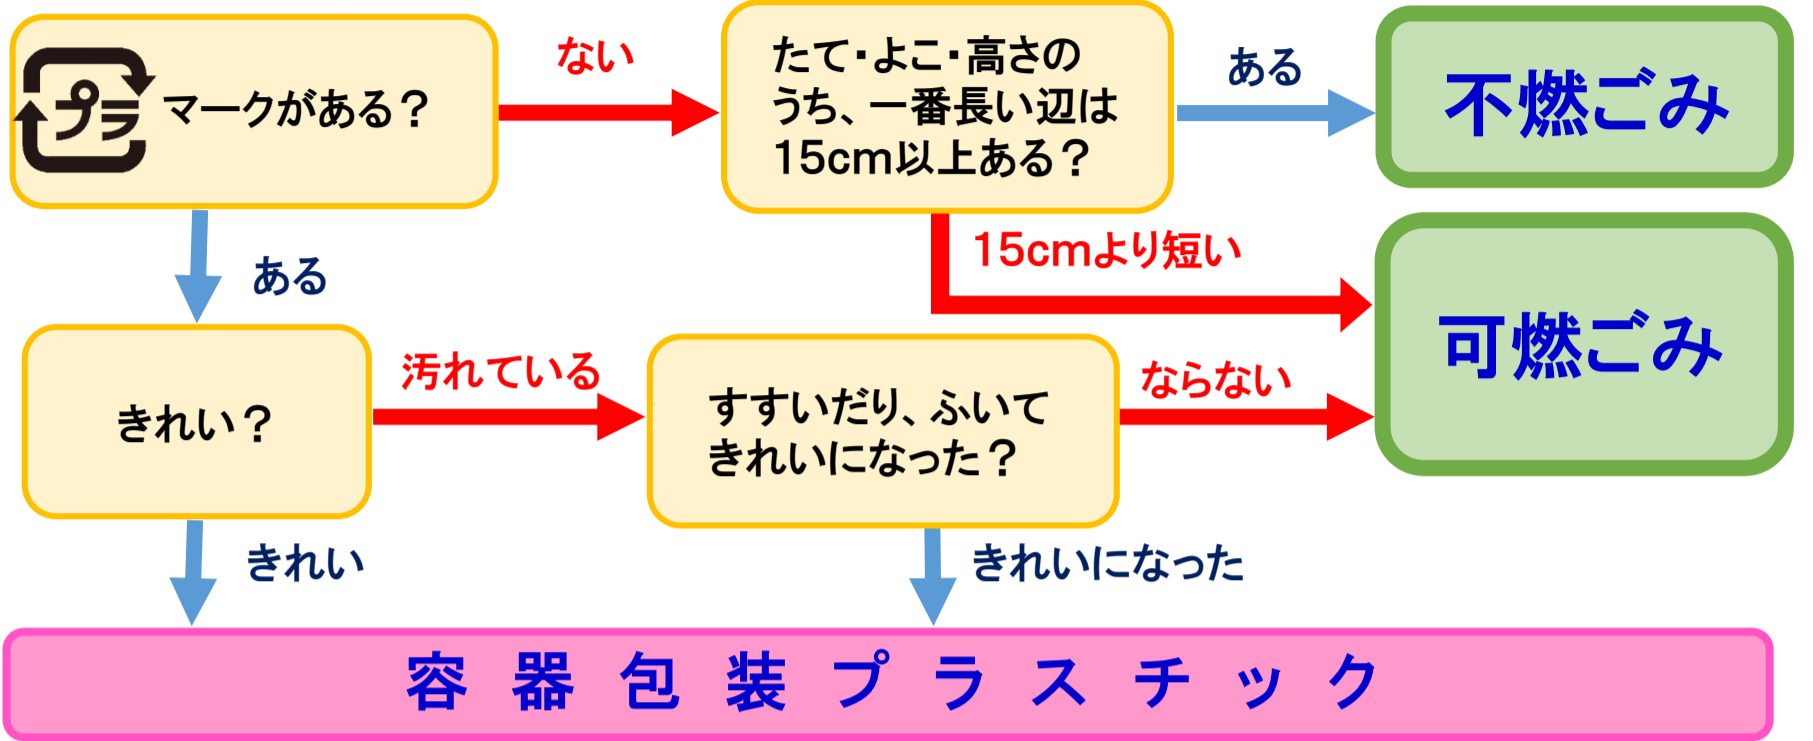 プラ マークがある？
ない
たて・よこ・高さの
うち、一番長い辺は
15cm以上ある？
ある
不燃ごみ
15cmより短い
可燃ごみ
ある
きれい？
汚れている
すすいだり、ふいて
きれいになった？
ならない
きれい
きれいになった
容器包装プラスチック